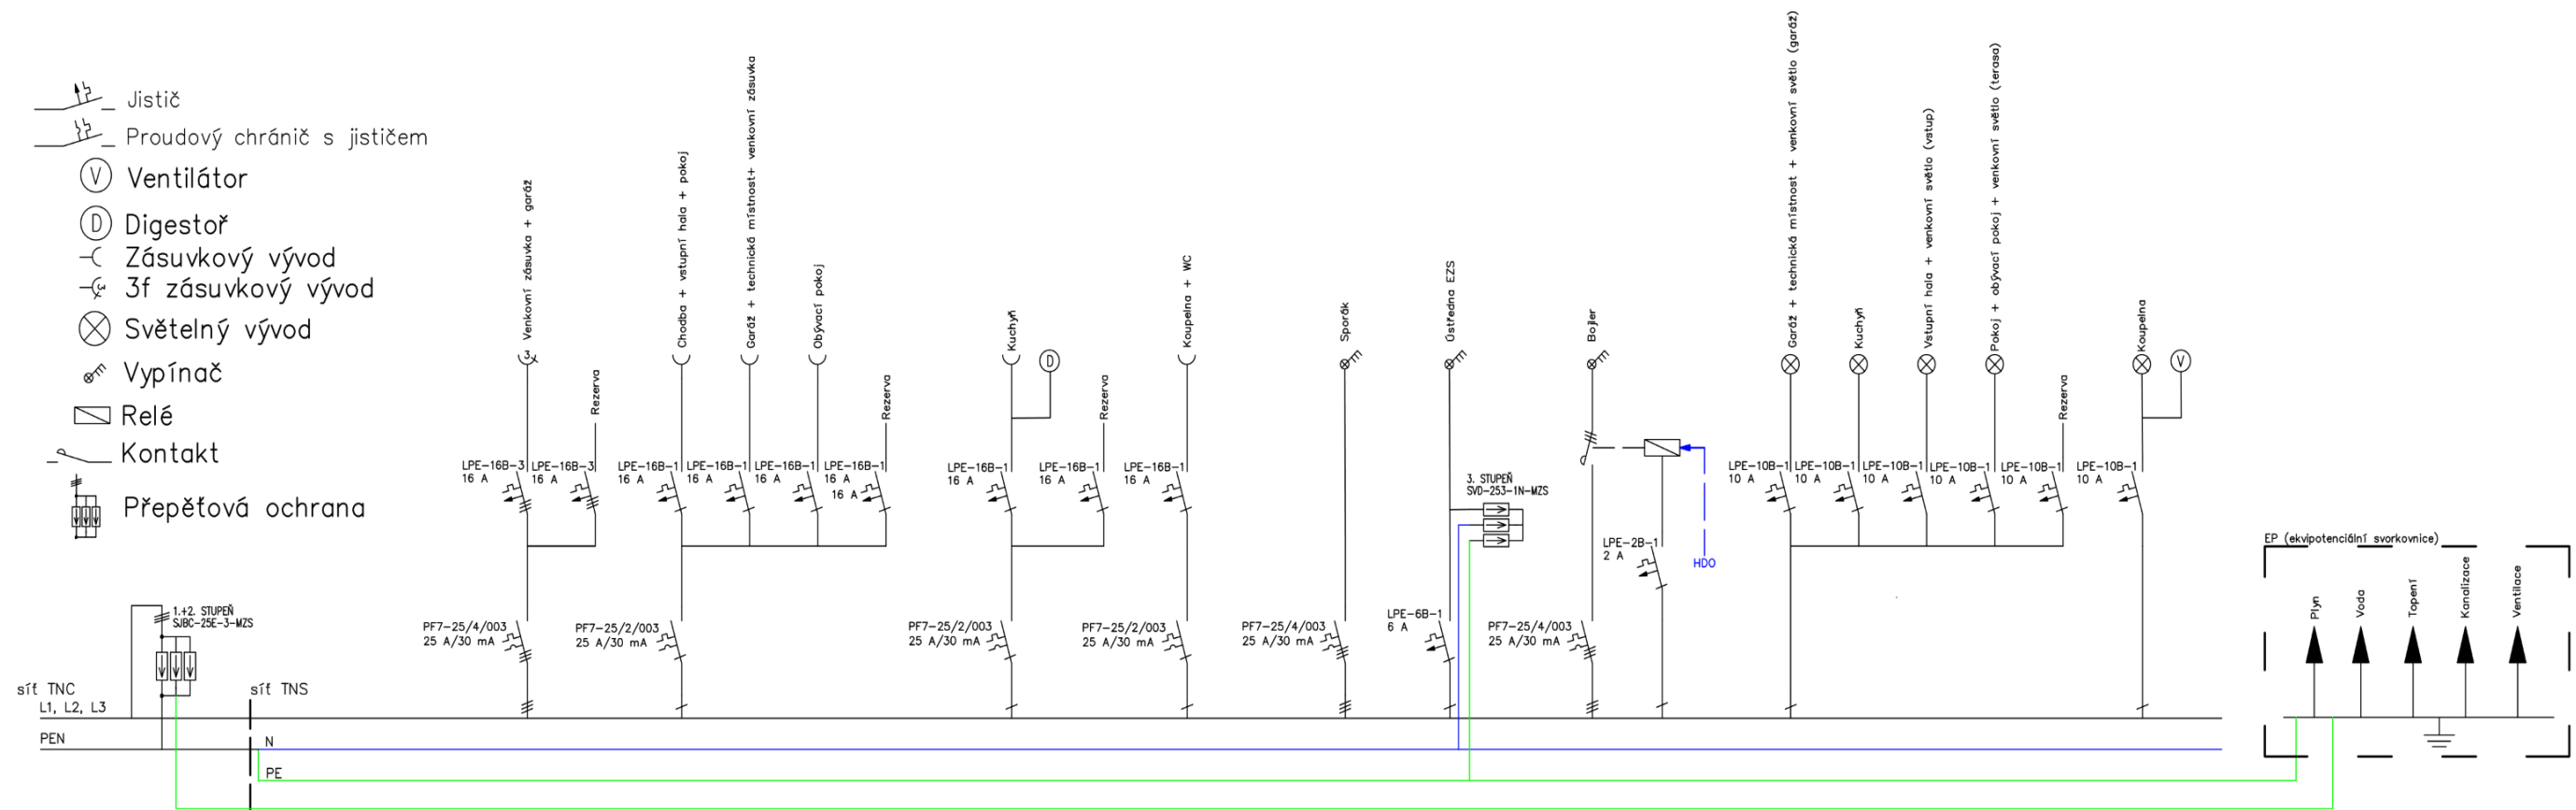 Jistič
Proudový chránič s jističem
V Ventilátor
D Digestoř
Zásuvkový vývod
3 3f zásuvkový vývod
Světelný vývod
Vypínač
Relé
Kontakt
Přepěťová ochrana
Venkovní zásuvka + garáž
3
Rezerva
LPE-16B-3
16 A
LPE-16B-3
16 A
PF7-25/4/003
25 A/30 mA
Chodba + vstupní hala + pokoj
Garáž + technická místnost+ venkovní zásuvka
Obývací pokoj
Rezerva
LPE-16B-1
16 A
LPE-16B-1
16 A
LPE-16B-1
16 A
LPE-16B-1
16 A
16 A
PF7-25/2/003
25 A/30 mA
Kuchyň
D
Rezerva
LPE-16B-1
16 A
LPE-16B-1
16 A
PF7-25/2/003
25 A/30 mA
Koupelna + WC
LPE-16B-1
16 A
PF7-25/2/003
25 A/30 mA
Sporák
PF7-25/4/003
25 A/30 mA
Ústředna EZS
3. STUPEŇ
SVD-253-1N-MZS
LPE-6B-1
6 A
Bojler
PF7-25/4/003
25 A/30 mA
LPE-2B-1
2 A
HDO
Garáž + technická místnost + venkovní světlo (garáž)
Kuchyň
Vstupní hala + venkovní světlo (vstup)
Pokoj + obývací pokoj + venkovní světlo (terasa)
Rezerva
LPE-10B-1
10 A
LPE-10B-1
10 A
LPE-10B-1
10 A
LPE-10B-1
10 A
LPE-10B-1
10 A
Koupelna
V
LPE-10B-1
10 A
EP (ekvipotenciální svorkovnice)
Plyn
Voda
Topení
Kanalizace
Ventilace
1.+2. STUPEŇ
SJBC-25E-3-MZS
síť TNC
síť TNS
L1, L2, L3
PEN
N
PE